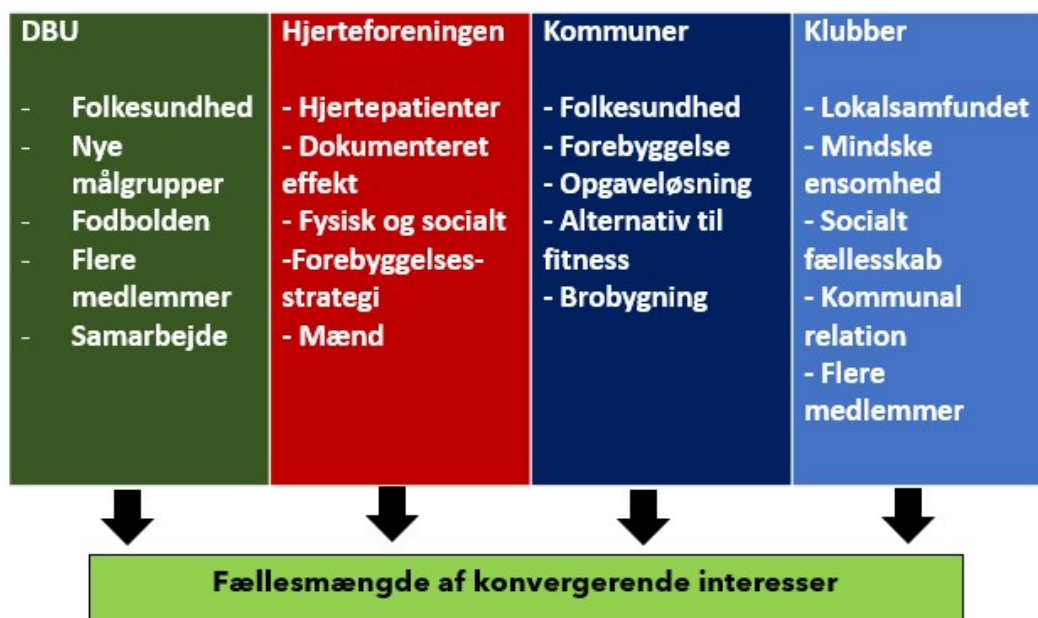 DBU
- Folkesundhed
- Nye
målgrupper
- Fodbolden
- Flere
medlemmer
- Samarbejde
Hjerteforeningen
- Hjertepatienter
- Dokumenteret
effekt
- Fysisk og socialt
-Forebyggelses-
strategi
- Mænd
Kommuner
- Folkesundhed
- Forebyggelse
- Opgaveløsning
- Alternativ til
fitness
- Brobygning
Klubber
- Lokalsamfundet
- Mindske
ensomhed
- Socialt
fællesskab
- Kommunal
relation
- Flere
medlemmer
Fællesmængde af konvergerende interesser